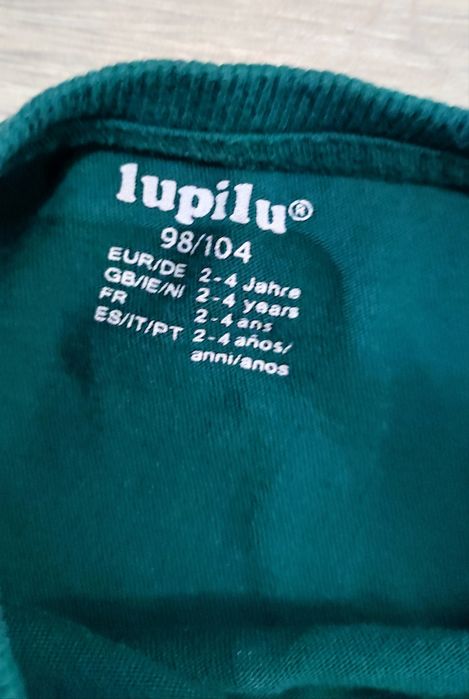 lupilu®
98/104
EUR/DE 2-4 Jahre
GB/IE/NI 2-4 years
FR 2-4 ans
ES/IT/PT 2-4 años/
anni/anos